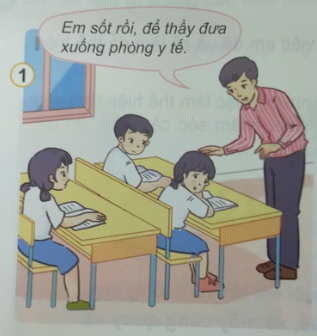 Em sốt rồi, để thầy đưa
xuống phòng y tế.
1